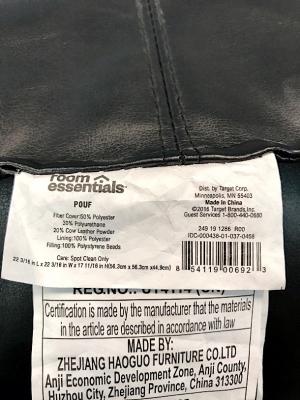 room
essentials
POUF
Fiber Cover:50% Polyester
30% Polyurethane
20% Cow Leather Powder
Lining:100% Polyester
Filling:100% Polystyrene Beads
Care: Spot Clean Only
22 3/16 in L x 22 3/16 in W x 17 11/16 in H(56.3cm x 56.3cm x44.9cm)
Dist. by Target Corp.
Minneapolis, MN 55403
Made in China
©2016 Target Brands, Inc.
Guest Services 1-800-440-0680
249 19 1286 R00
IDC-000438-01-037-0458
8 54119 00692 3
REG.NO.:
Certification is made by the manufacturer that the materials
in the article are described in accordance with law
MADE BY:
ZHEJIANG HAOGUO FURNITURE CO.LTD
Anji Economic Development Zone, Anji County,
Huzhou City, Zhejiang Province, China 313300